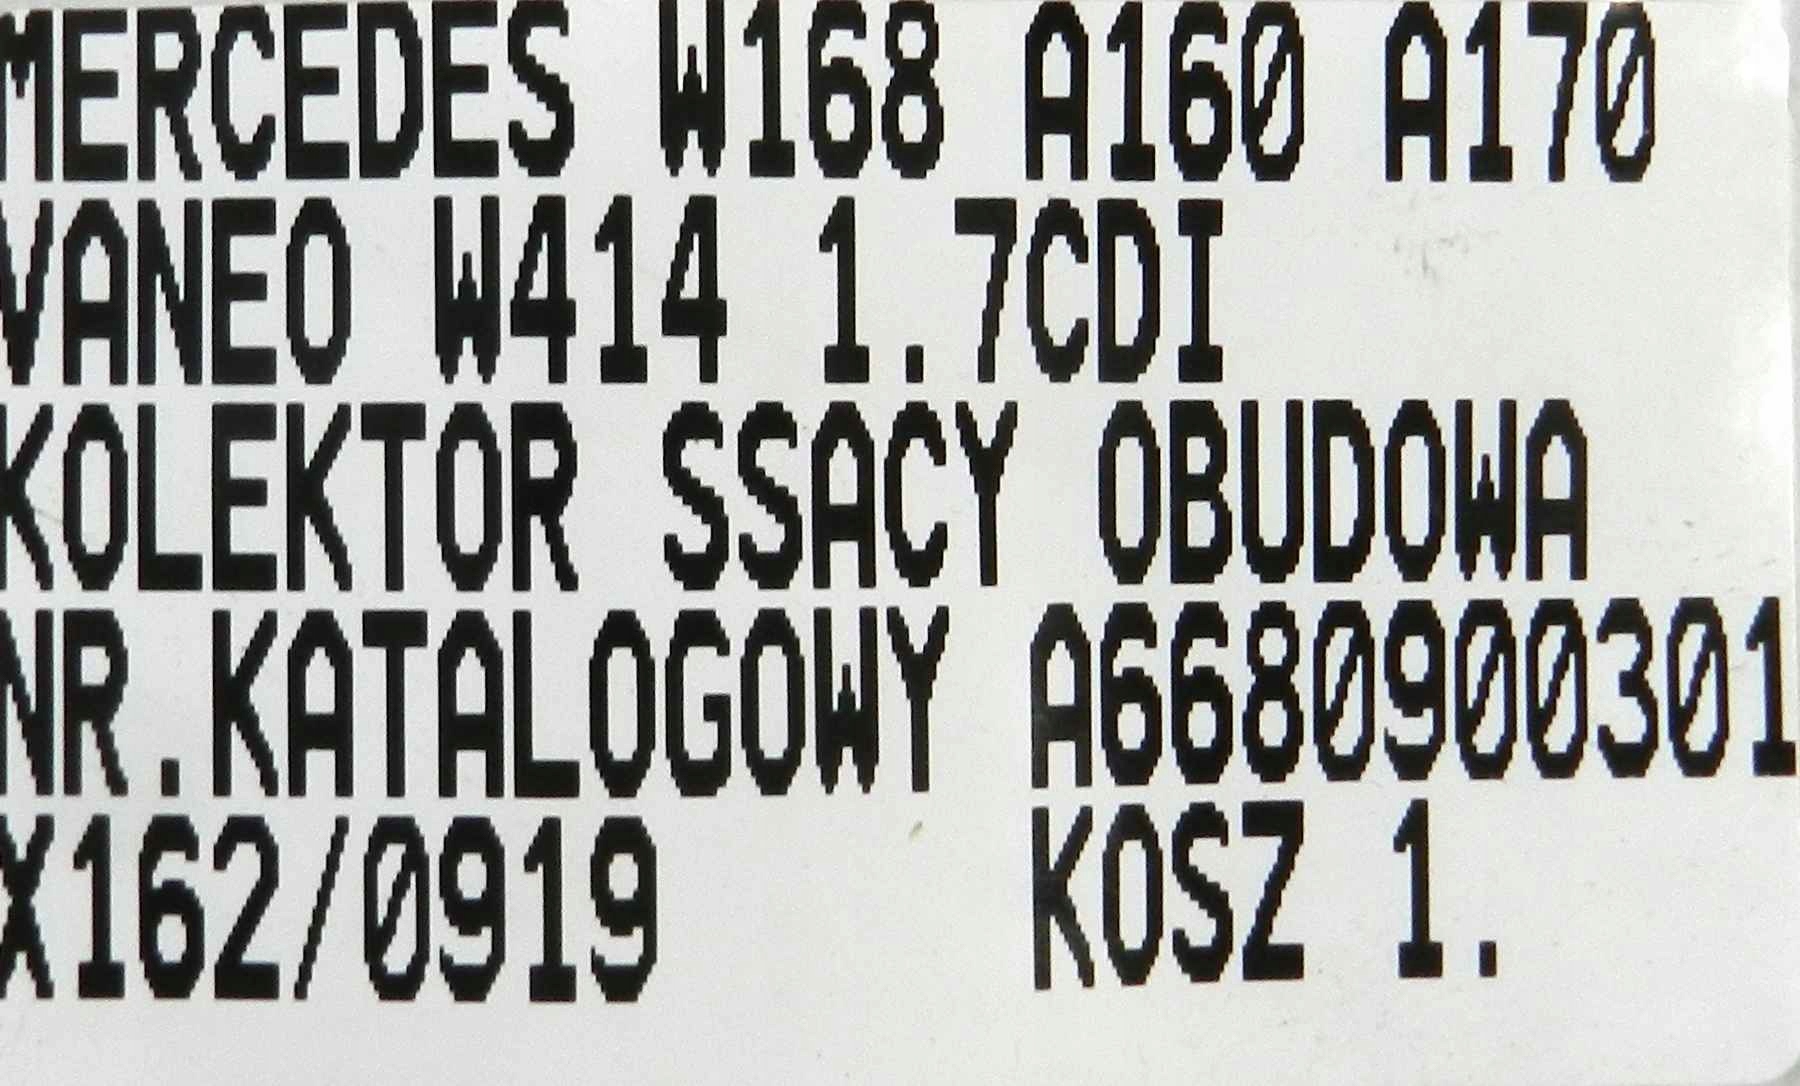 MERCEDES W168 A160 A170
VANEO W414 1.7CDI
KOLEKTOR SSACY OBUDOWA
NR.KATALOGOWY A6680900301
X162/0919 KOSZ 1.